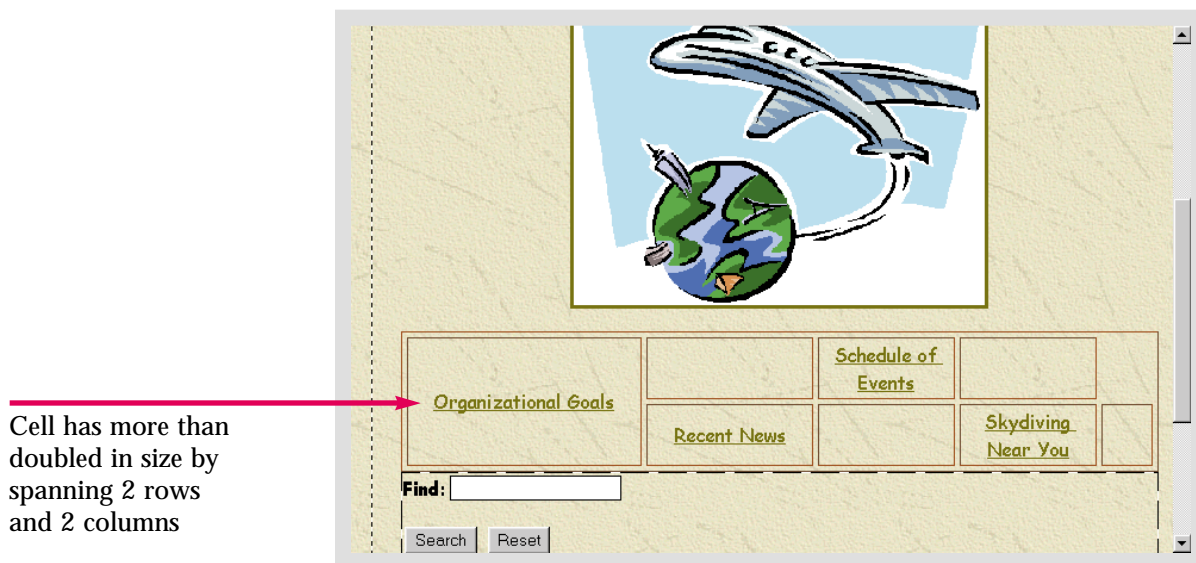 Schedule of
Events
Organizational Goals
Recent News
Skydiving
Near You
Cell has more than
doubled in size by
spanning 2 rows
and 2 columns
Find:
Search Reset